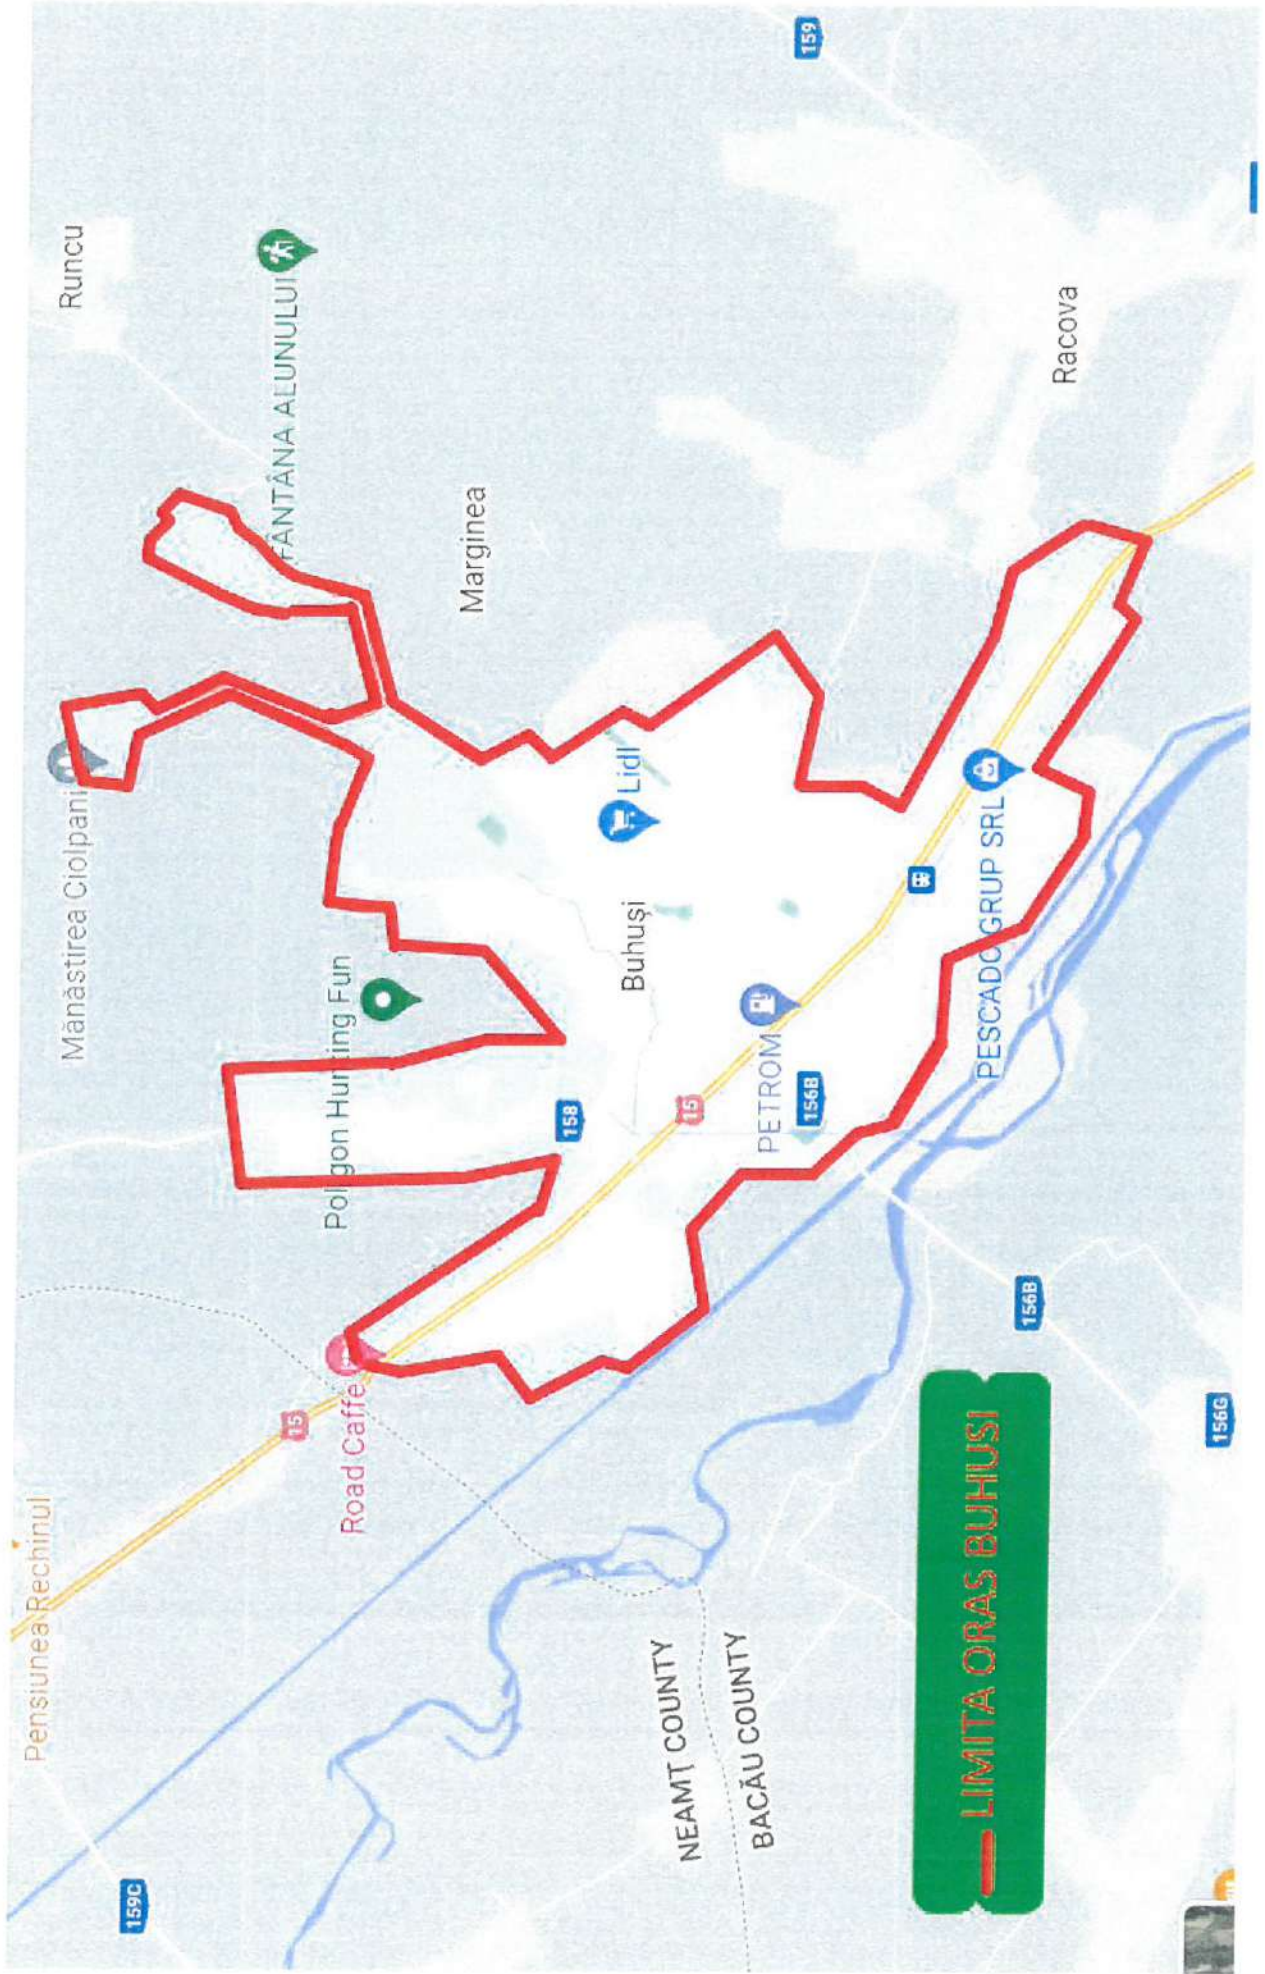 Pensiunea Rechinul
Mănăstirea Ciolpani
Runcu
159C
FÂNTÂNA ALUNULUI
15
Poligon Hunting Fun
Road Caffe
Marginea
158
Lidl
Buhuși
NEAMT COUNTY
15
BACĂU COUNTY
PETROM
156B
159
LIMITA ORAS BUHUSI
PESCADO GRUP SRL
156B
Racova
156G